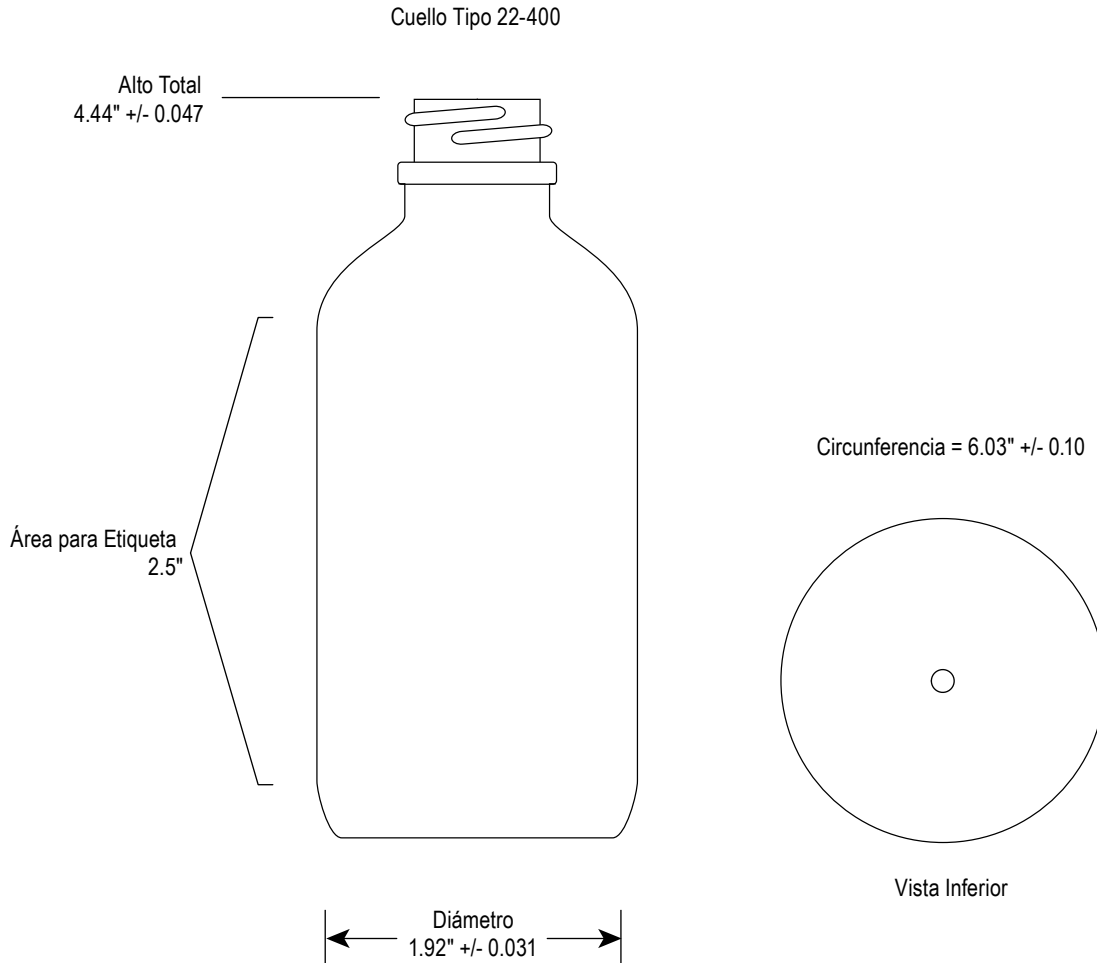 Cuello Tipo 22-400
Alto Total
4.44" +/- 0.047
Circunferencia = 6.03" +/- 0.10
Área para Etiqueta
2.5"
Vista Inferior
Diámetro
1.92" +/- 0.031